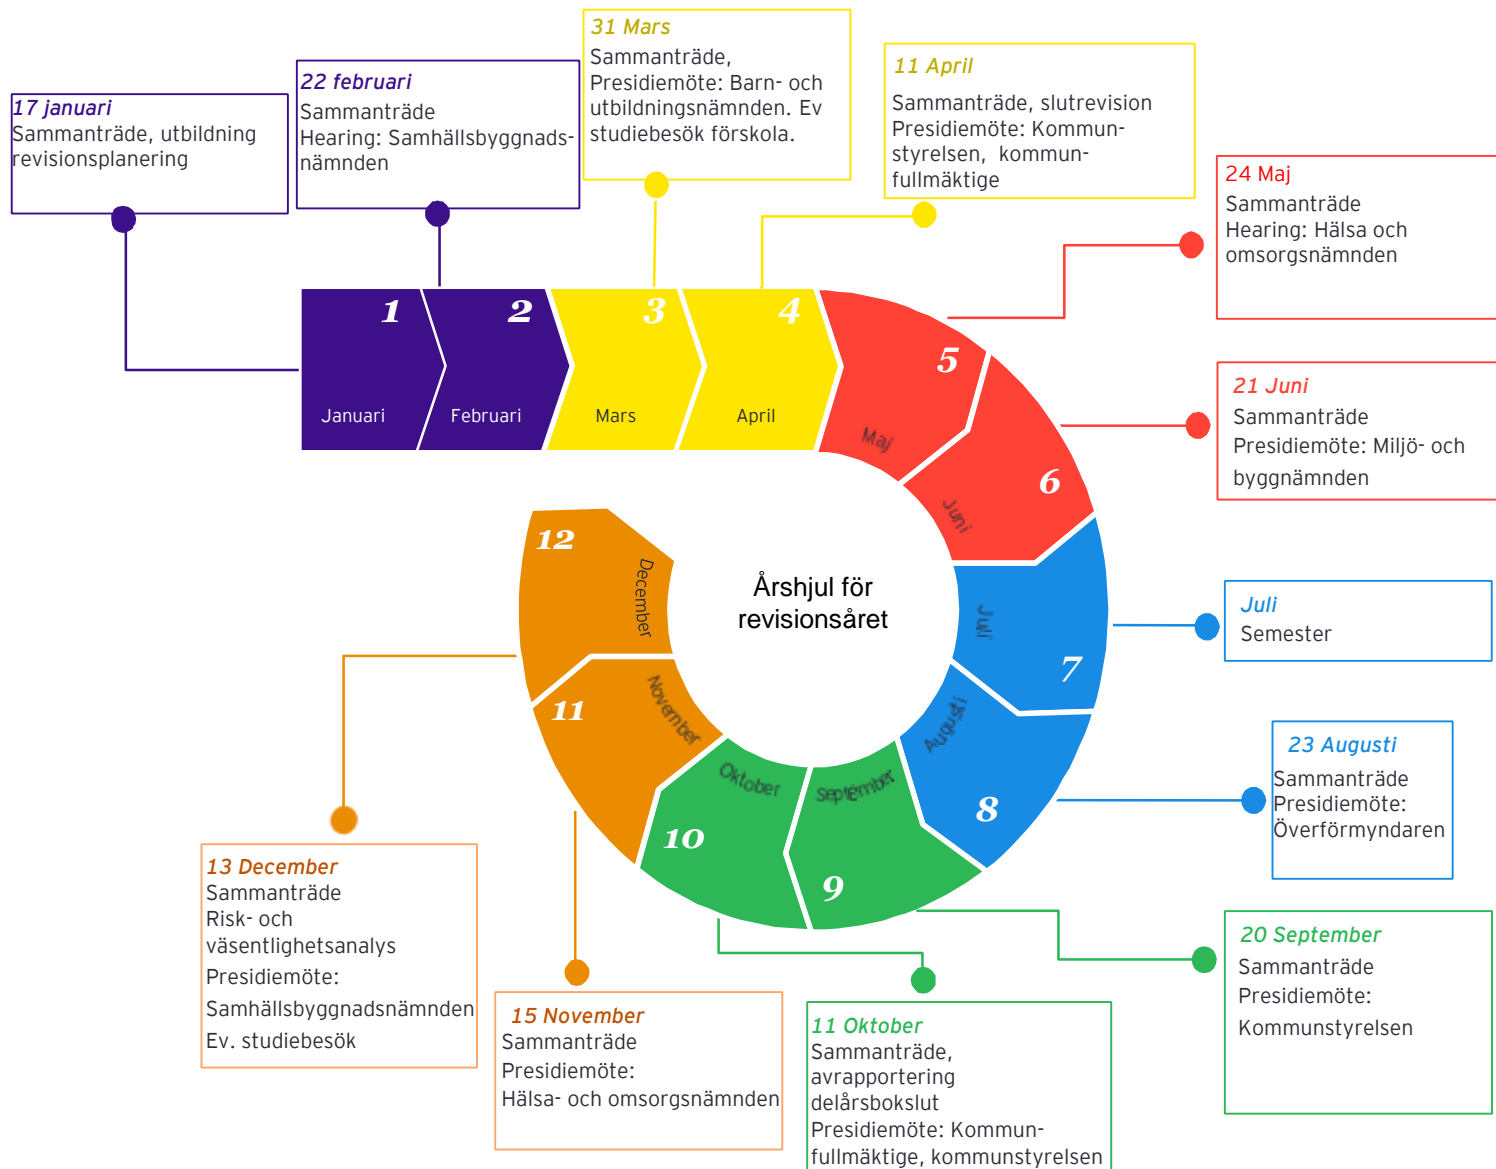 17 januari
Sammanträde, utbildning
revisionsplanering
22 februari
Sammanträde
Hearing: Samhällsbyggnads-
nämnden
31 Mars
Sammanträde,
Presidiemöte: Barn- och
utbildningsnämnden. Ev
studiebesök förskola.
11 April
Sammanträde, slutrevision
Presidiemöte: Kommun-
styrelsen, kommun-
fullmäktige
24 Maj
Sammanträde
Hearing: Hälsa och
omsorgsnämnden
21 Juni
Sammanträde
Presidiemöte: Miljö- och
byggnämnden
Juli
Semester
23 Augusti
Sammanträde
Presidiemöte:
Överförmyndaren
20 September
Sammanträde
Presidiemöte:
Kommunstyrelsen
11 Oktober
Sammanträde,
avrapportering
delårsbokslut
Presidiemöte: Kommun-
fullmäktige, kommunstyrelsen
15 November
Sammanträde
Presidiemöte:
Hälsa- och omsorgsnämnden
13 December
Sammanträde
Risk- och
väsentlighetsanalys
Presidiemöte:
Samhällsbyggnadsnämnden
Ev. studiebesök
1
Januari
2
Februari
3
Mars
4
April
5
Maj
6
Juni
7
Juli
8
Augusti
9
September
10
Oktober
11
November
12
December
Årshjul för
revisionsåret